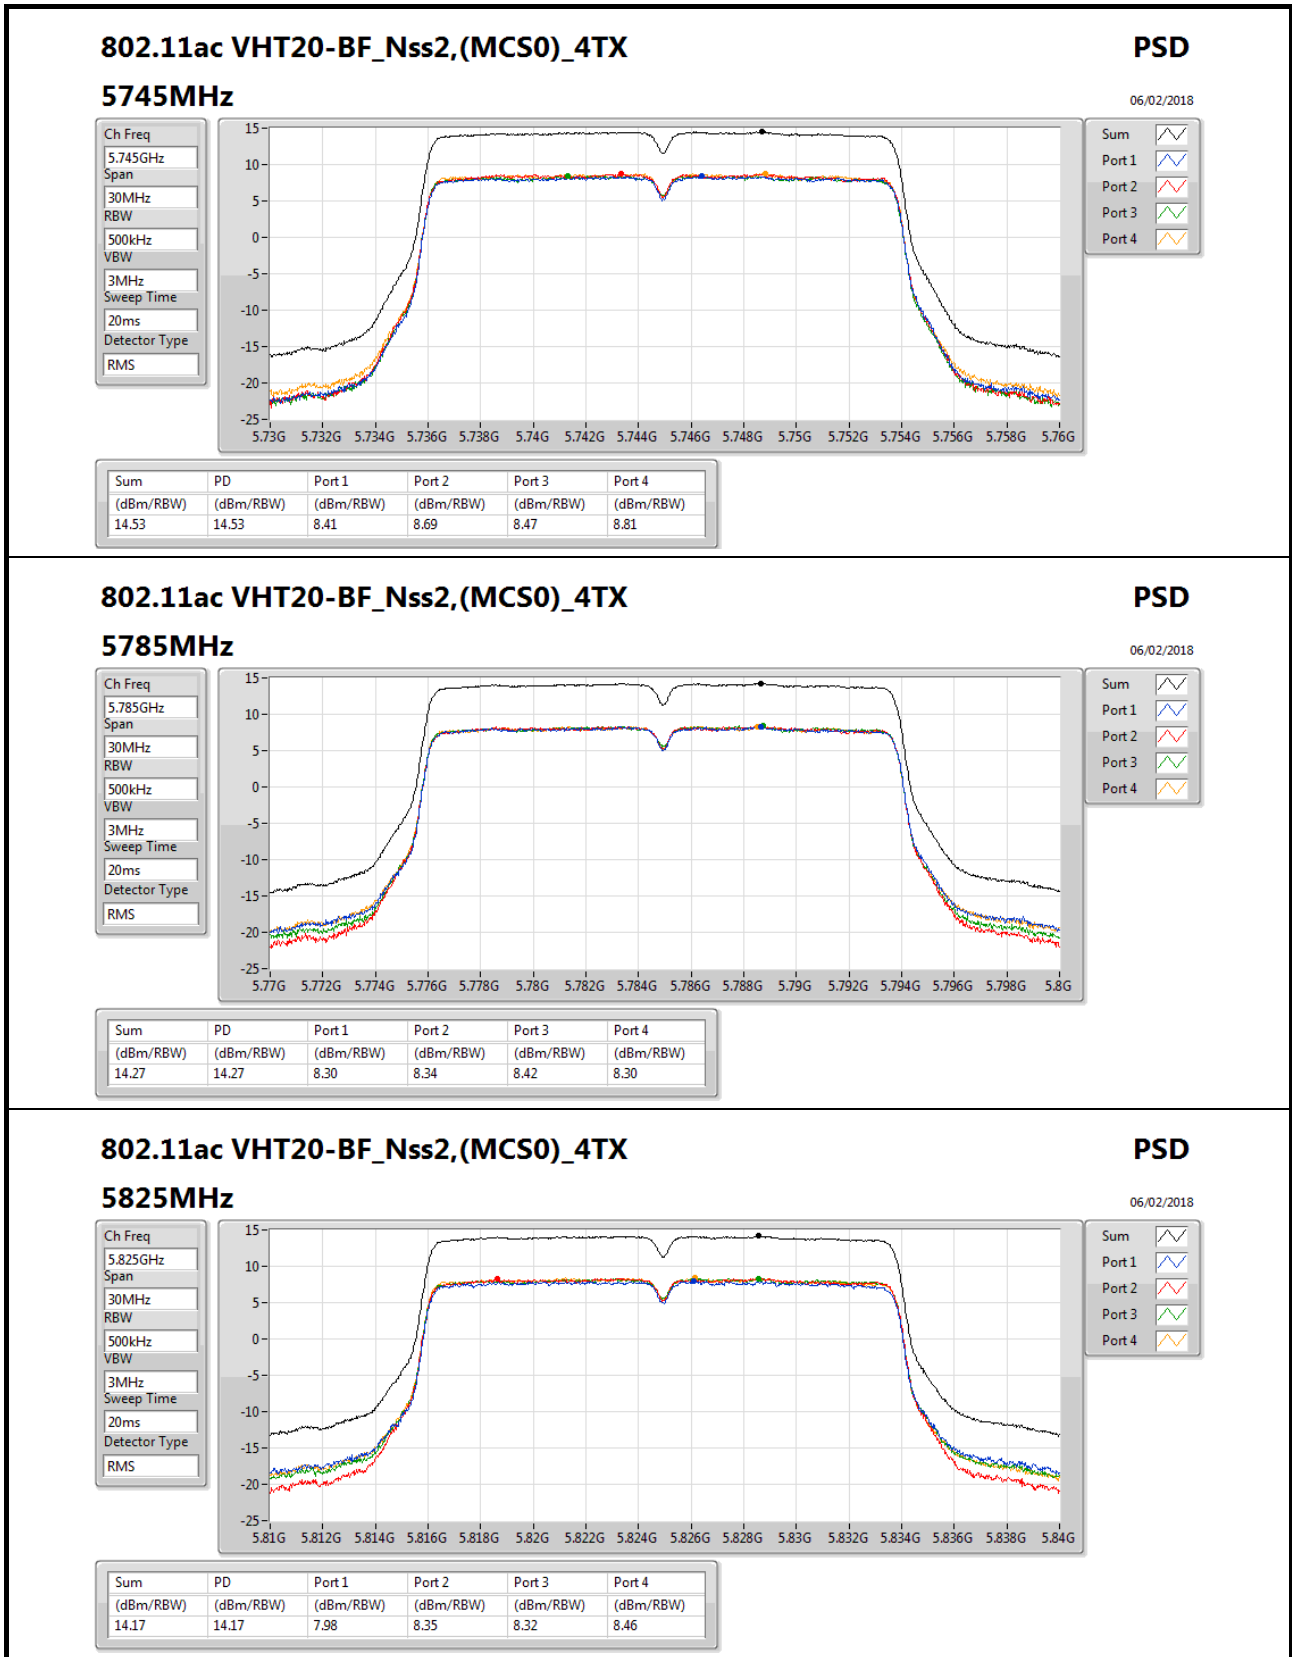 802.11ac VHT20-BF_Nss2,(MCS0)_4TX PSD
5745MHz 06/02/2018
Ch Freq
5.745GHz
Span
30MHz
RBW
500kHz
VBW
3MHz
Sweep Time
20ms
Detector Type
RMS
15
10
5
0
-5
-10
-15
-20
-25
5.73G 5.732G 5.734G 5.736G 5.738G 5.74G 5.742G 5.744G 5.746G 5.748G 5.75G 5.752G 5.754G 5.756G 5.758G 5.76G
Sum
Port 1
Port 2
Port 3
Port 4
Sum PD Port 1 Port 2 Port 3 Port 4
(dBm/RBW) (dBm/RBW) (dBm/RBW) (dBm/RBW) (dBm/RBW) (dBm/RBW)
14.53 14.53 8.41 8.69 8.47 8.81
802.11ac VHT20-BF_Nss2,(MCS0)_4TX PSD
5785MHz 06/02/2018
Ch Freq
5.785GHz
Span
30MHz
RBW
500kHz
VBW
3MHz
Sweep Time
20ms
Detector Type
RMS
15
10
5
0
-5
-10
-15
-20
-25
5.77G 5.772G 5.774G 5.776G 5.778G 5.78G 5.782G 5.784G 5.786G 5.788G 5.79G 5.792G 5.794G 5.796G 5.798G 5.8G
Sum
Port 1
Port 2
Port 3
Port 4
Sum PD Port 1 Port 2 Port 3 Port 4
(dBm/RBW) (dBm/RBW) (dBm/RBW) (dBm/RBW) (dBm/RBW) (dBm/RBW)
14.27 14.27 8.30 8.34 8.42 8.30
802.11ac VHT20-BF_Nss2,(MCS0)_4TX PSD
5825MHz 06/02/2018
Ch Freq
5.825GHz
Span
30MHz
RBW
500kHz
VBW
3MHz
Sweep Time
20ms
Detector Type
RMS
15
10
5
0
-5
-10
-15
-20
-25
5.81G 5.812G 5.814G 5.816G 5.818G 5.82G 5.822G 5.824G 5.826G 5.828G 5.83G 5.832G 5.834G 5.836G 5.838G 5.84G
Sum
Port 1
Port 2
Port 3
Port 4
Sum PD Port 1 Port 2 Port 3 Port 4
(dBm/RBW) (dBm/RBW) (dBm/RBW) (dBm/RBW) (dBm/RBW) (dBm/RBW)
14.17 14.17 7.98 8.35 8.32 8.46